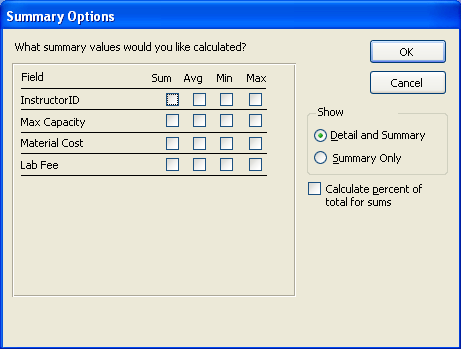 Summary Options
What summary values would you like calculated?
OK
Cancel
Field Sum Avg Min Max
InstructorID
Max Capacity
Material Cost
Lab Fee
Show
Detail and Summary
Summary Only
Calculate percent of
total for sums